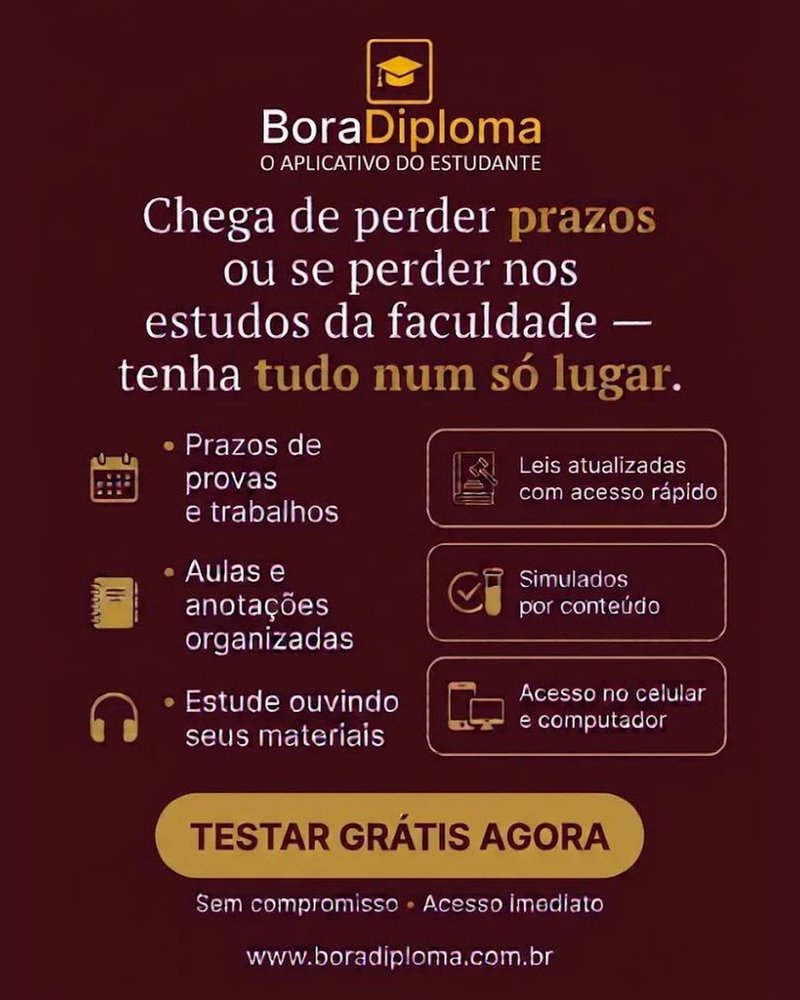 BoraDiploma
O APLICATIVO DO ESTUDANTE
Chega de perder prazos
ou se perder nos
estudos da faculdade —
tenha tudo num só lugar.
• Prazos de
provas
e trabalhos
• Aulas e
anotações
organizadas
• Estude ouvindo
seus materiais
Leis atualizadas
com acesso rápido
Simulados
por conteúdo
Acesso no celular
e computador
TESTAR GRÁTIS AGORA
Sem compromisso • Acesso imediato
www.boradiploma.com.br